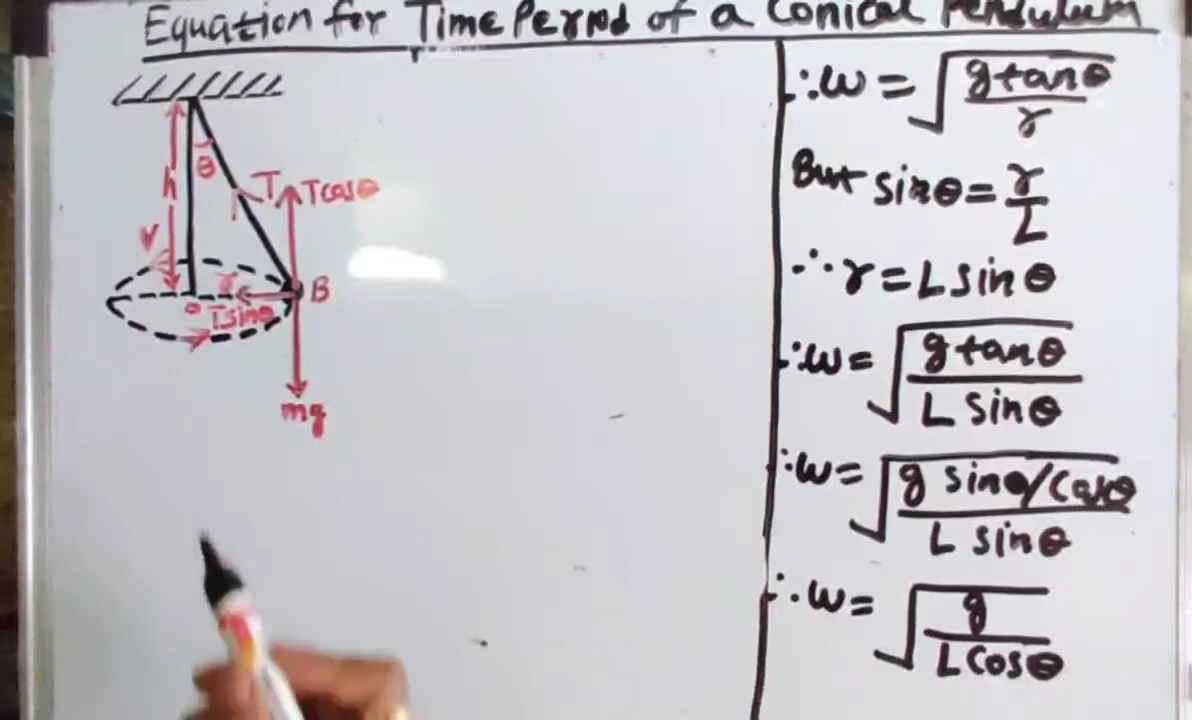 Equation for Time Period of a Conical Pendulum
h
θ
T
Tcosθ
V
r
B
o
Tsinθ
mg
∴ω = √(g tanθ / r)
But sinθ = r/L
∴ r = L sinθ
∴ω = √(g tanθ / L sinθ)
∴ω = √(g sinθ/cosθ / L sinθ)
∴ω = √(g / L cosθ)